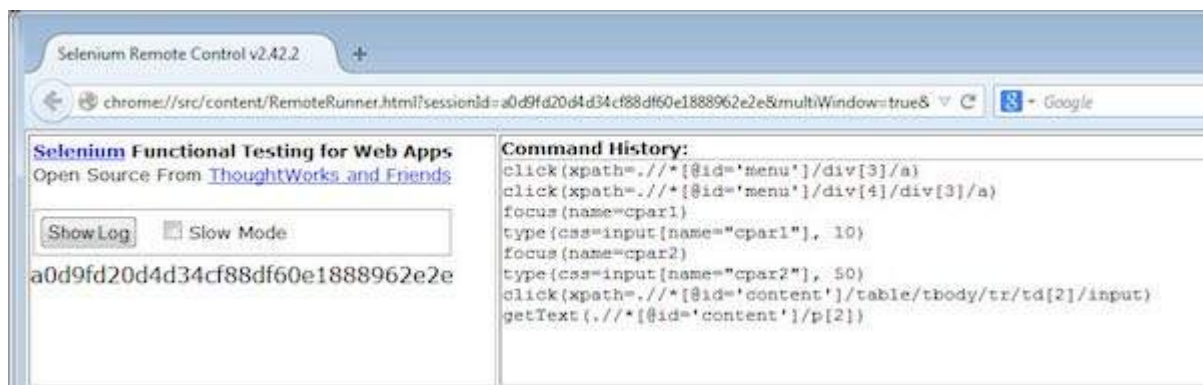 Selenium Remote Control v2.42.2
chrome://src/content/RemoteRunner.html?sessionId=a0d9fd20d4d34cf88df60e1888962e2e&multiWindow=true&
Google
Selenium Functional Testing for Web Apps
Open Source From ThoughtWorks and Friends
Show Log
Slow Mode
a0d9fd20d4d34cf88df60e1888962e2e
Command History:
click(xpath=.//*[@id='menu']/div[3]/a)
click(xpath=.//*[@id='menu']/div[4]/div[3]/a)
focus(name=cpar1)
type(css=input[name="cpar1"], 10)
focus(name=cpar2)
type(css=input[name="cpar2"], 50)
click(xpath=.//*[@id='content']/table/tbody/tr/td[2]/input)
getText(.//*[@id='content']/p[2])